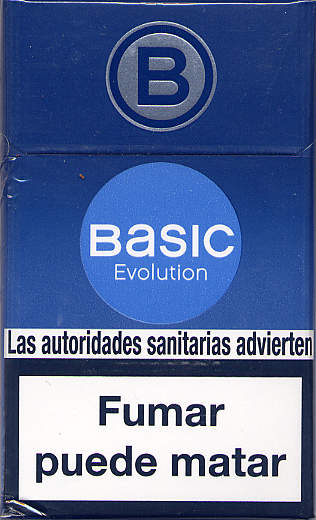 B
Basic
Evolution
Las autoridades sanitarias advierten
Fumar
puede matar